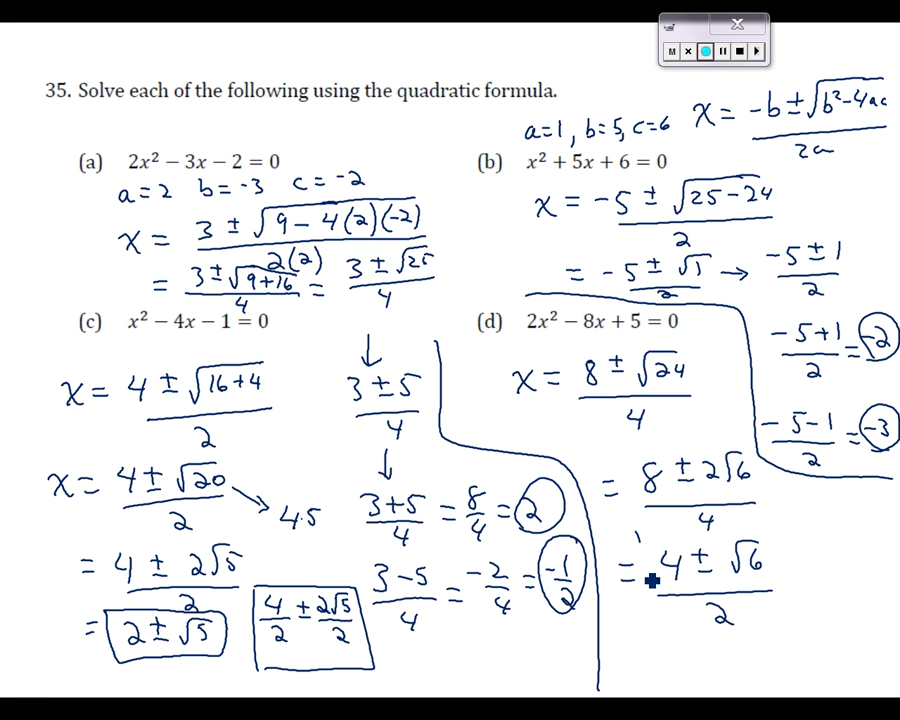 35. Solve each of the following using the quadratic formula.
x = -b ± √b² - 4ac / 2a
(a) 2x² − 3x − 2 = 0
a = 2 b = -3 c = -2
x = 3 ± √9 - 4(2)(-2) / 2(2)
= 3 ± √9+16 / 4 = 3 ± √25 / 4
↓
3 ± 5 / 4
↓
3+5 / 4 = 8/4 = 2
3-5 / 4 = -2/4 = -1/2
a=1, b=5, c=6
(b) x² + 5x + 6 = 0
x = -5 ± √25-24 / 2
= -5 ± √1 / 2 → -5 ± 1 / 2
-5+1 / 2 = -2
-5-1 / 2 = -3
(c) x² − 4x − 1 = 0
x = 4 ± √16+4 / 2
x = 4 ± √20 / 2 → 4·5
= 4 ± 2√5 / 2
4/2 ± 2√5/2
= 2 ± √5
(d) 2x² − 8x + 5 = 0
x = 8 ± √24 / 4
= 8 ± 2√6 / 4
= 4 ± √6 / 2
M